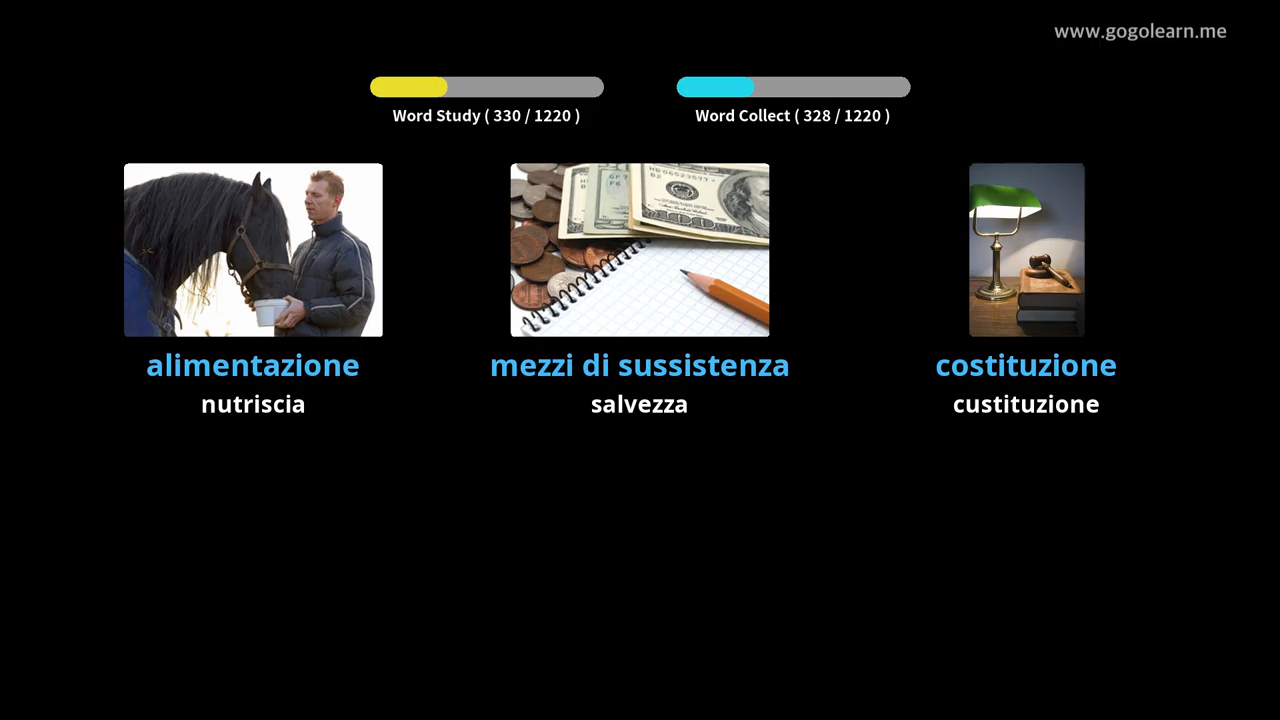 www.gogolearn.me
Word Study ( 330 / 1220 )
Word Collect ( 328 / 1220 )
alimentazione
mezzi di sussistenza
costituzione
nutriscia
salvezza
custituzione